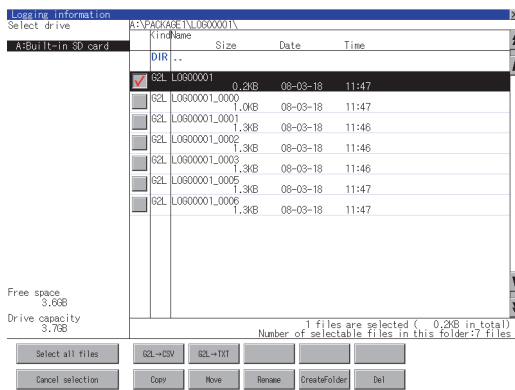 Logging information
Select drive
A:\PACKAGE1\LOG00001\
A:Built-in SD card
Kind Name
Size Date Time
DIR ..
G2L LOG00001
0.2KB 08-03-18 11:47
G2L LOG00001_0000
1.0KB 08-03-18 11:47
G2L LOG00001_0001
1.3KB 08-03-18 11:46
G2L LOG00001_0002
1.3KB 08-03-18 11:46
G2L LOG00001_0003
1.3KB 08-03-18 11:46
G2L LOG00001_0005
1.3KB 08-03-18 11:47
G2L LOG00001_0006
1.3KB 08-03-18 11:47
Free space
3.6GB
Drive capacity
3.7GB
1 files are selected ( 0.2KB in total)
Number of selectable files in this folder:7 files
Select all files G2L→CSV G2L→TXT
Cancel selection Copy Move Rename CreateFolder Del